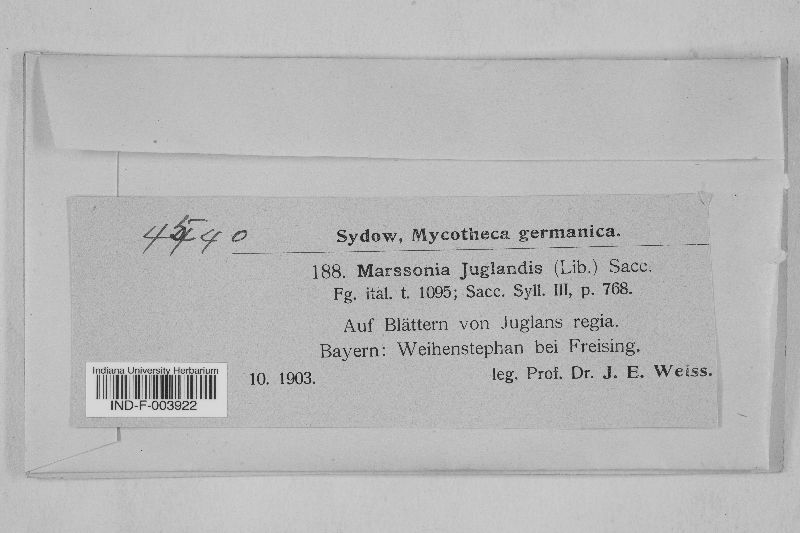 Sydow, Mycotheca germanica.
188. Marssonia Juglandis (Lib.) Sacc.
Fg. ital. t. 1095; Sacc. Syll. III, p. 768.
Auf Blättern von Juglans regia.
Bayern: Weihenstephan bei Freising.
10. 1903. leg. Prof. Dr. J. E. Weiss.
Indiana University Herbarium
IND-F-003922